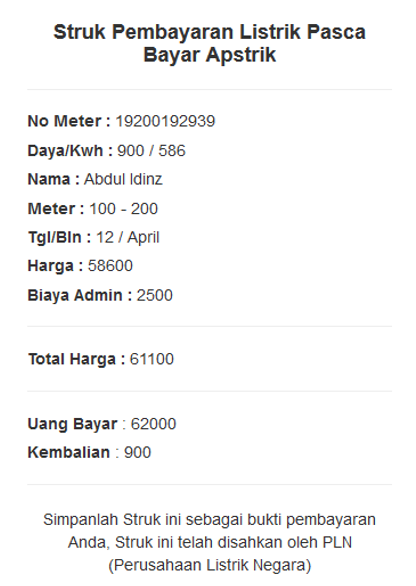 Struk Pembayaran Listrik Pasca
Bayar Apstrik
No Meter : 19200192939
Daya/Kwh : 900 / 586
Nama : Abdul Idinz
Meter : 100 - 200
Tgl/Bln : 12 / April
Harga : 58600
Biaya Admin : 2500
Total Harga : 61100
Uang Bayar : 62000
Kembalian : 900
Simpanlah Struk ini sebagai bukti pembayaran
Anda, Struk ini telah disahkan oleh PLN
(Perusahaan Listrik Negara)